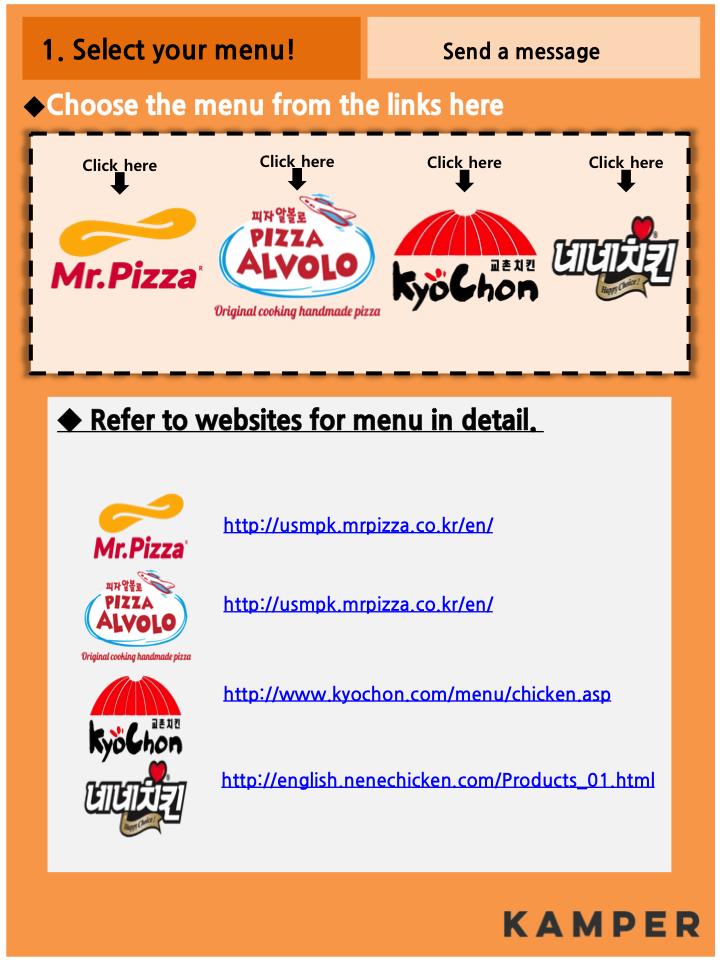 1. Select your menu!
Send a message
◆Choose the menu from the links here
Click here
Click here
Click here
Click here
Mr.Pizza®
피자알볼로
PIZZA
ALVOLO
Original cooking handmade pizza
교촌치킨
KyoChon
네네치킨®
Happy Choice!
◆ Refer to websites for menu in detail.
Mr.Pizza®
http://usmpk.mrpizza.co.kr/en/
피자알볼로
PIZZA
ALVOLO
Original cooking handmade pizza
http://usmpk.mrpizza.co.kr/en/
교촌치킨
KyoChon
http://www.kyochon.com/menu/chicken.asp
네네치킨®
Happy Choice!
http://english.nenechicken.com/Products_01.html
KAMPER